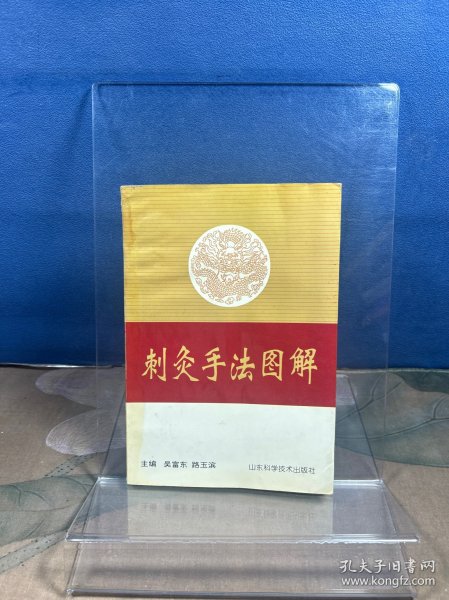 刺灸手法图解
主编 吴富东 路玉滨
山东科学技术出版社
孔夫子旧书网
www.kongfz.com